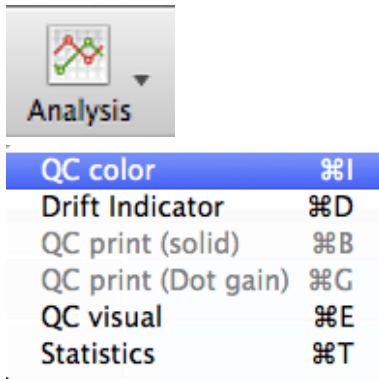 Analysis
QC color ⌘I
Drift Indicator ⌘D
QC print (solid) ⌘B
QC print (Dot gain) ⌘G
QC visual ⌘E
Statistics ⌘T